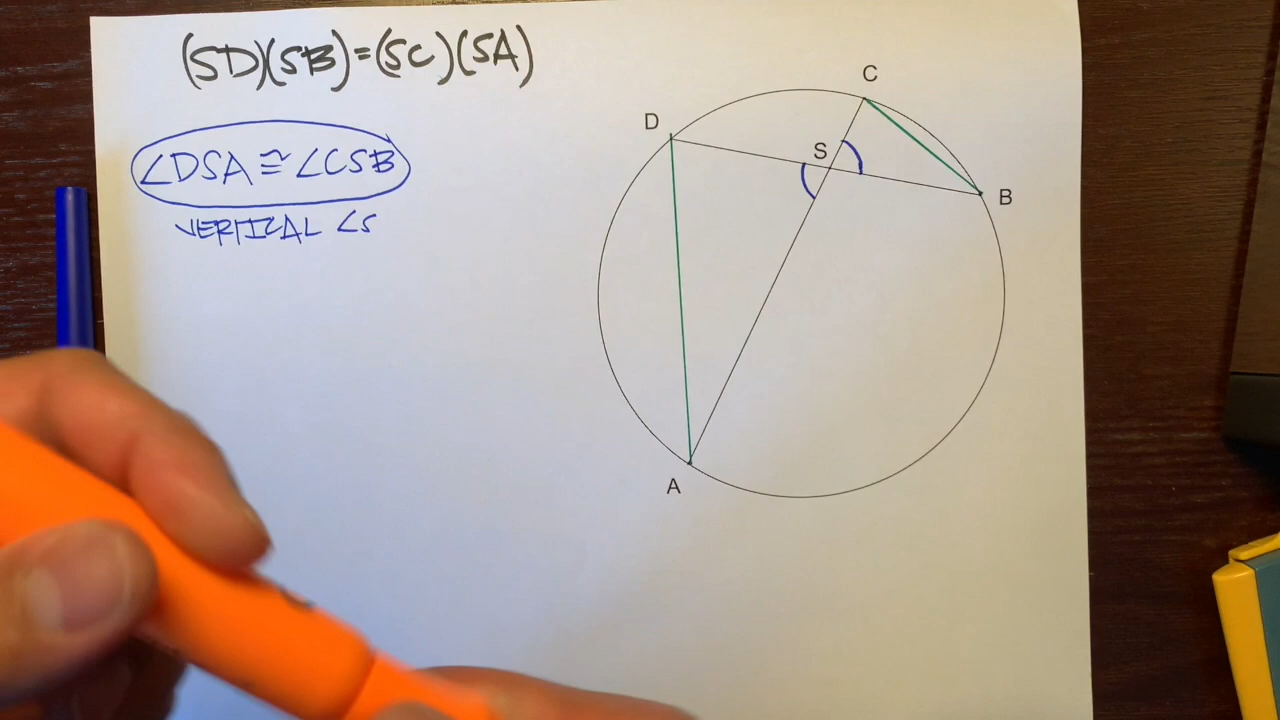 (SD)(SB)=(SC)(SA)
∠DSA ≅ ∠CSB
VERTICAL ∠S
C
D
S
B
A